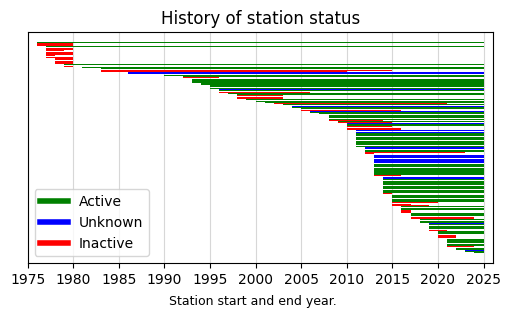 History of station status
Active
Unknown
Inactive
1975 1980 1985 1990 1995 2000 2005 2010 2015 2020 2025
Station start and end year.